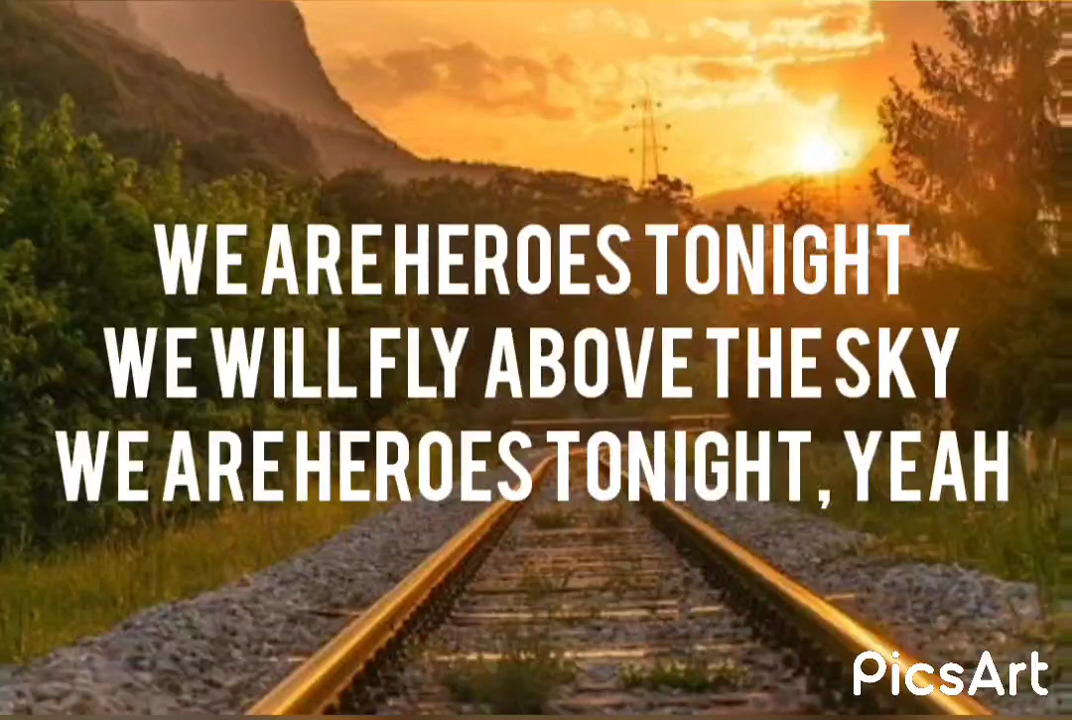 WE ARE HEROES TONIGHT
WE WILL FLY ABOVE THE SKY
WE ARE HEROES TONIGHT, YEAH
PicsArt